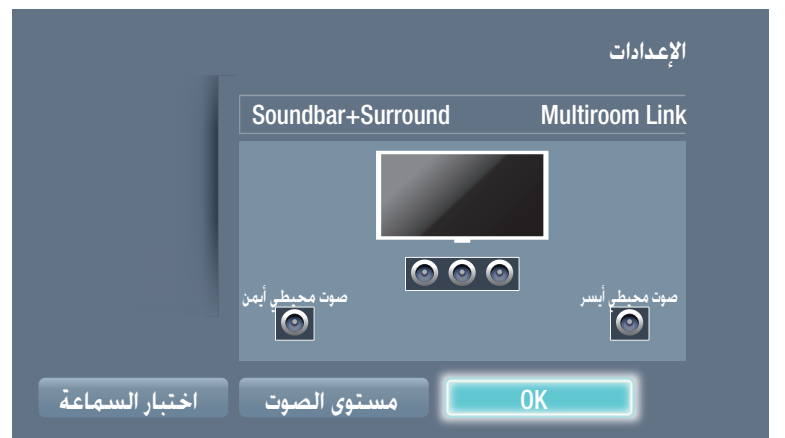 الإعدادات
Multiroom Link
Soundbar+Surround
صوت محيطي أيسر
صوت محيطي أيمن
OK
مستوى الصوت
اختبار السماعة